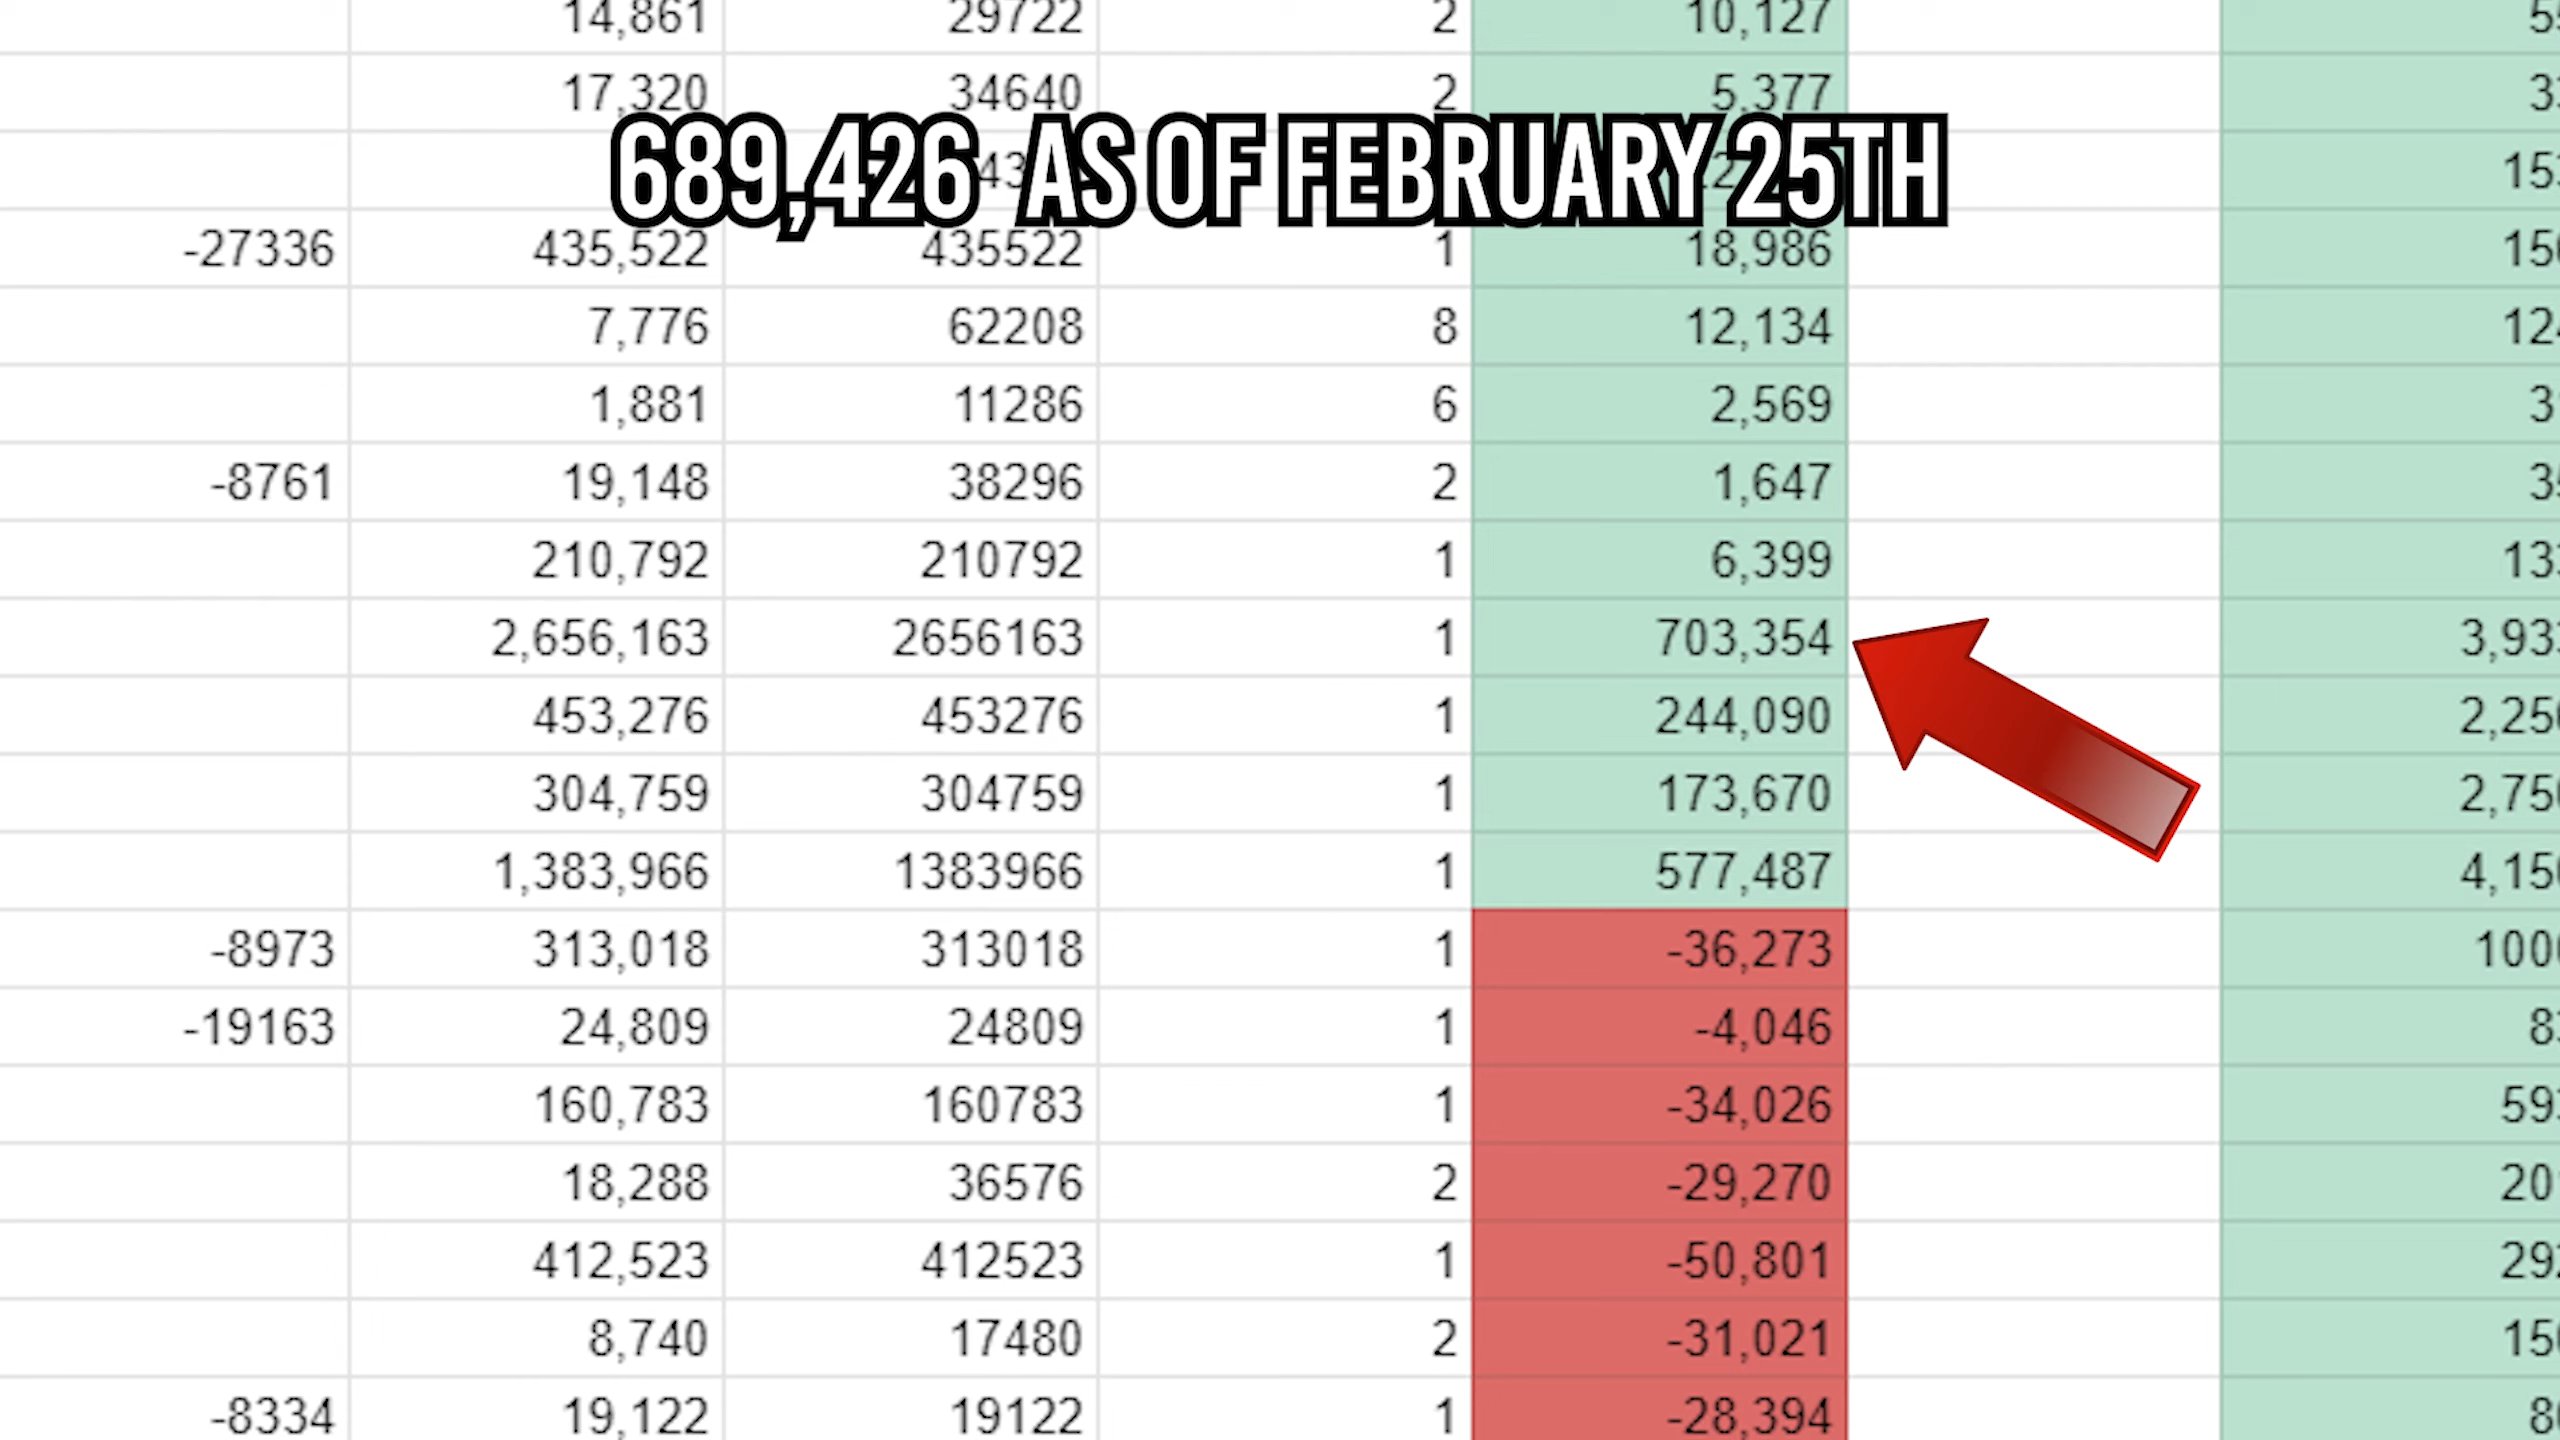 14,861 29722 2 10,127
17,320 34640 2 5,377
689,426 AS OF FEBRUARY 25TH
-27336 435,522 435522 1 18,986
7,776 62208 8 12,134
1,881 11286 6 2,569
-8761 19,148 38296 2 1,647
210,792 210792 1 6,399
2,656,163 2656163 1 703,354
453,276 453276 1 244,090
304,759 304759 1 173,670
1,383,966 1383966 1 577,487
-8973 313,018 313018 1 -36,273
-19163 24,809 24809 1 -4,046
160,783 160783 1 -34,026
18,288 36576 2 -29,270
412,523 412523 1 -50,801
8,740 17480 2 -31,021
-8334 19,122 19122 1 -28,394